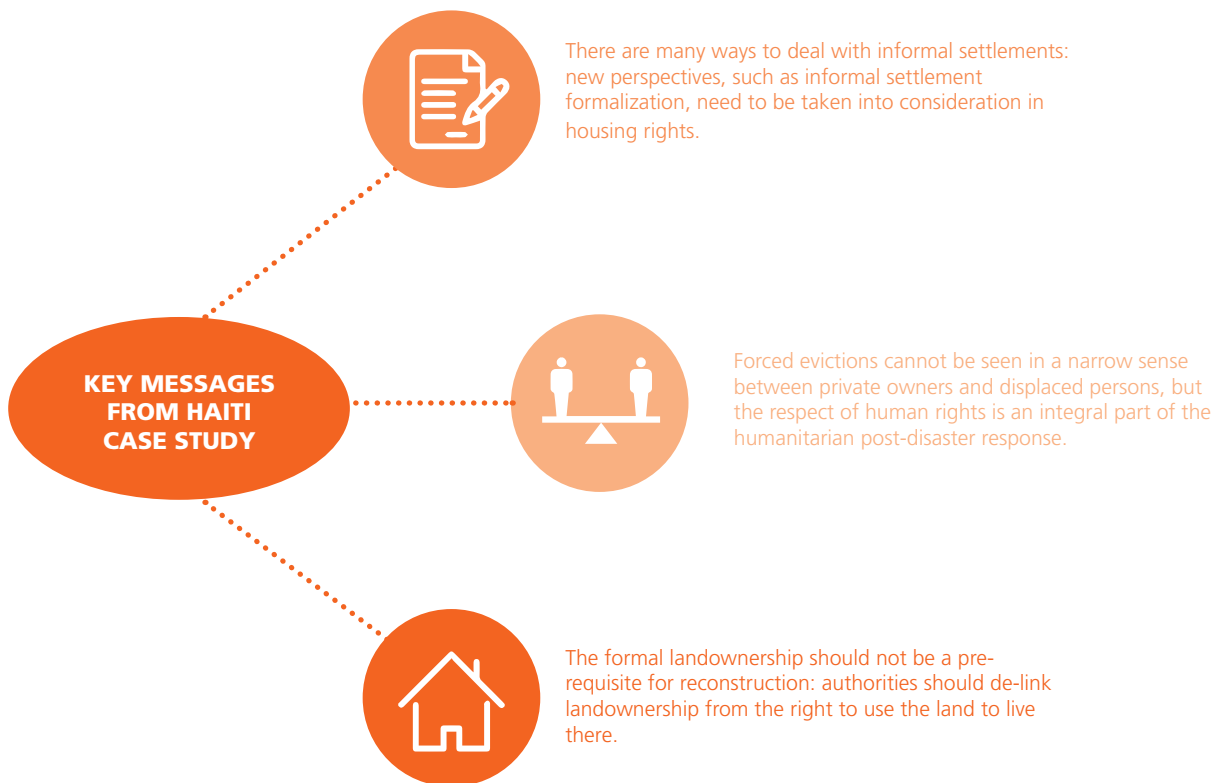 There are many ways to deal with informal settlements:
new perspectives, such as informal settlement
formalization, need to be taken into consideration in
housing rights.
KEY MESSAGES
FROM HAITI
CASE STUDY
Forced evictions cannot be seen in a narrow sense
between private owners and displaced persons, but
the respect of human rights is an integral part of the
humanitarian post-disaster response.
The formal landownership should not be a pre-
requisite for reconstruction: authorities should de-link
landownership from the right to use the land to live
there.